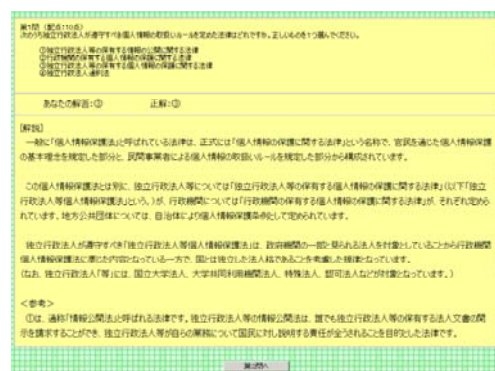 第1問 (配点110点)
次のうち独立行政法人が遵守すべき個人情報の取扱いルールを定めた法律はどれですか。正しいものを1つ選んでください。
①独立行政法人等の保有する情報の公開に関する法律
②行政機関の保有する個人情報の保護に関する法律
③独立行政法人等の保有する個人情報の保護に関する法律
④独立行政法人通則法
あなたの解答:③ 正解:③
[解説]
一般に「個人情報保護法」と呼ばれている法律は、正式には「個人情報の保護に関する法律」という名称で、官民を通じた個人情報保護
の基本理念を規定した部分と、民間事業者による個人情報の取扱いルールを規定した部分から構成されています。
この個人情報保護法とは別に、独立行政法人等については「独立行政法人等の保有する個人情報の保護に関する法律」(以下「独立
行政法人等個人情報保護法」という。)が、行政機関については「行政機関の保有する個人情報の保護に関する法律」が、それぞれ定めら
れています。地方公共団体については、自治体により個人情報保護条例として定められています。
独立行政法人が遵守すべき「独立行政法人等個人情報保護法」は、政府機関の一部と見られる法人を対象としていることから行政機関
個人情報保護法に準じた内容となっている一方で、国とは独立した法人格であることを考慮した規律となっています。
(なお、独立行政法人「等」には、国立大学法人、大学共同利用機関法人、特殊法人、認可法人などが対象となっています。)
<参考>
①は、通称「情報公開法」と呼ばれる法律です。独立行政法人等の情報公開法は、誰でも独立行政法人等の保有する法人文書の開
示を請求することができ、独立行政法人等が自らの業務について国民に対し説明する責任が全うされることを目的とした法律です。
第2問へ